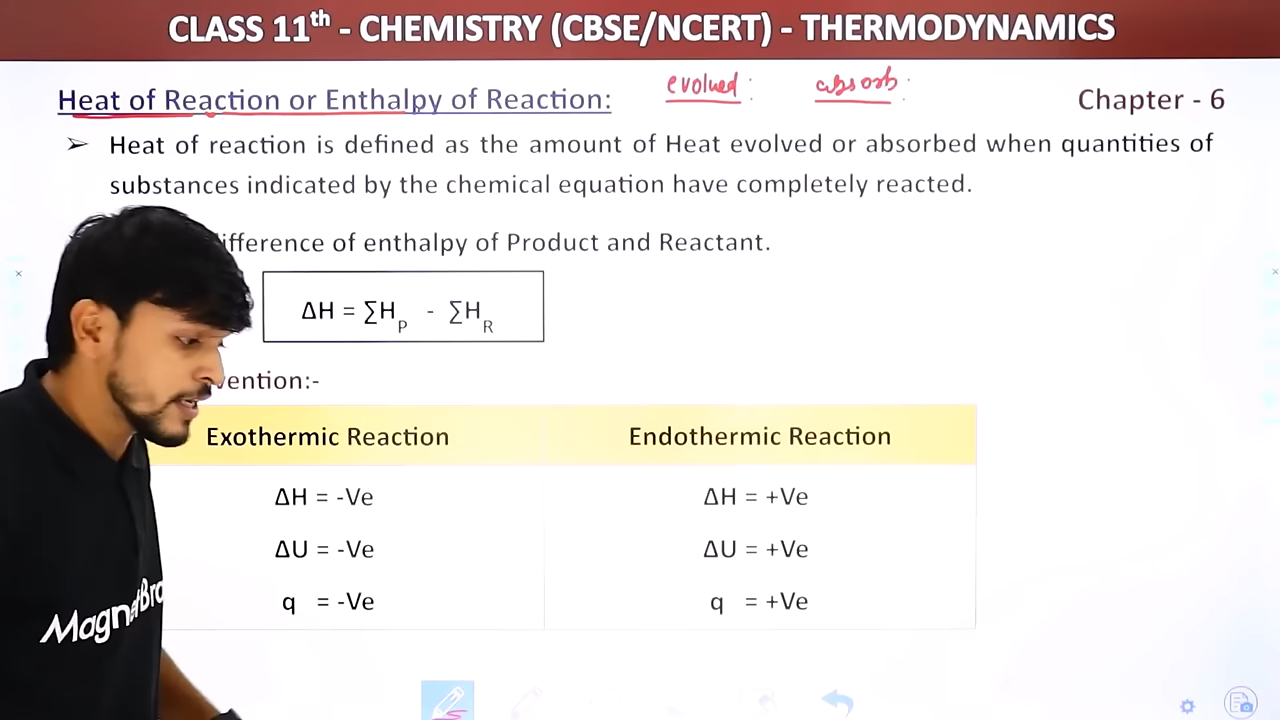 CLASS 11th - CHEMISTRY (CBSE/NCERT) - THERMODYNAMICS
evolved : absorb :
Heat of Reaction or Enthalpy of Reaction: Chapter - 6
➢ Heat of reaction is defined as the amount of Heat evolved or absorbed when quantities of
substances indicated by the chemical equation have completely reacted.
ifference of enthalpy of Product and Reactant.
ΔH = ∑HP - ∑HR
vention:-
Exothermic Reaction Endothermic Reaction
ΔH = -Ve ΔH = +Ve
ΔU = -Ve ΔU = +Ve
q = -Ve q = +Ve